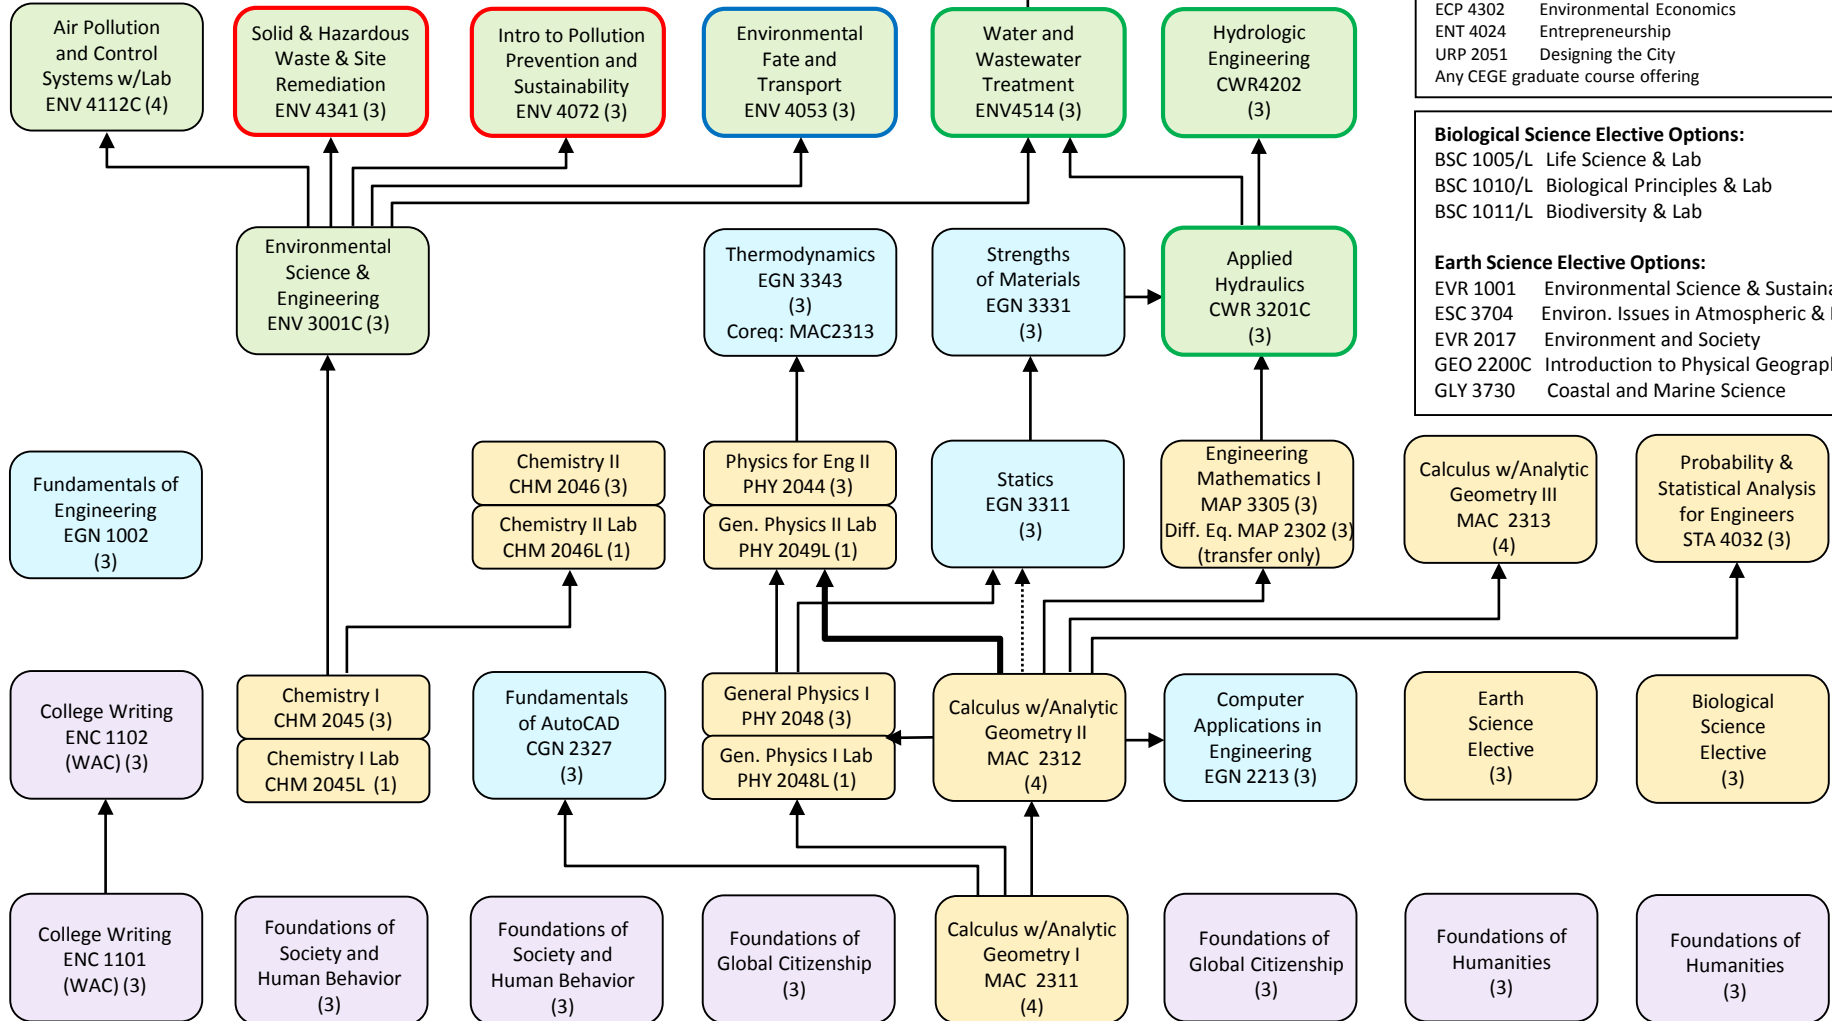 Air Pollution
and Control
Systems w/Lab
ENV 4112C (4)
Solid & Hazardous
Waste & Site
Remediation
ENV 4341 (3)
Intro to Pollution
Prevention and
Sustainability
ENV 4072 (3)
Environmental
Fate and
Transport
ENV 4053 (3)
Water and
Wastewater
Treatment
ENV4514 (3)
Hydrologic
Engineering
CWR4202
(3)
ECP 4302 Environmental Economics
ENT 4024 Entrepreneurship
URP 2051 Designing the City
Any CEGE graduate course offering
Biological Science Elective Options:
BSC 1005/L Life Science & Lab
BSC 1010/L Biological Principles & Lab
BSC 1011/L Biodiversity & Lab
Earth Science Elective Options:
EVR 1001 Environmental Science & Sustaina
ESC 3704 Environ. Issues in Atmospheric &
EVR 2017 Environment and Society
GEO 2200C Introduction to Physical Geograph
GLY 3730 Coastal and Marine Science
Environmental
Science &
Engineering
ENV 3001C (3)
Thermodynamics
EGN 3343
(3)
Coreq: MAC2313
Strengths
of Materials
EGN 3331
(3)
Applied
Hydraulics
CWR 3201C
(3)
Fundamentals of
Engineering
EGN 1002
(3)
Chemistry II
CHM 2046 (3)
Chemistry II Lab
CHM 2046L (1)
Physics for Eng II
PHY 2044 (3)
Gen. Physics II Lab
PHY 2049L (1)
Statics
EGN 3311
(3)
Engineering
Mathematics I
MAP 3305 (3)
Diff. Eq. MAP 2302 (3)
(transfer only)
Calculus w/Analytic
Geometry III
MAC 2313
(4)
Probability &
Statistical Analysis
for Engineers
STA 4032 (3)
College Writing
ENC 1102
(WAC) (3)
Chemistry I
CHM 2045 (3)
Chemistry I Lab
CHM 2045L (1)
Fundamentals
of AutoCAD
CGN 2327
(3)
General Physics I
PHY 2048 (3)
Gen. Physics I Lab
PHY 2048L (1)
Calculus w/Analytic
Geometry II
MAC 2312
(4)
Computer
Applications in
Engineering
EGN 2213 (3)
Earth
Science
Elective
(3)
Biological
Science
Elective
(3)
College Writing
ENC 1101
(WAC) (3)
Foundations of
Society and
Human Behavior
(3)
Foundations of
Society and
Human Behavior
(3)
Foundations of
Global Citizenship
(3)
Calculus w/Analytic
Geometry I
MAC 2311
(4)
Foundations of
Global Citizenship
(3)
Foundations of
Humanities
(3)
Foundations of
Humanities
(3)